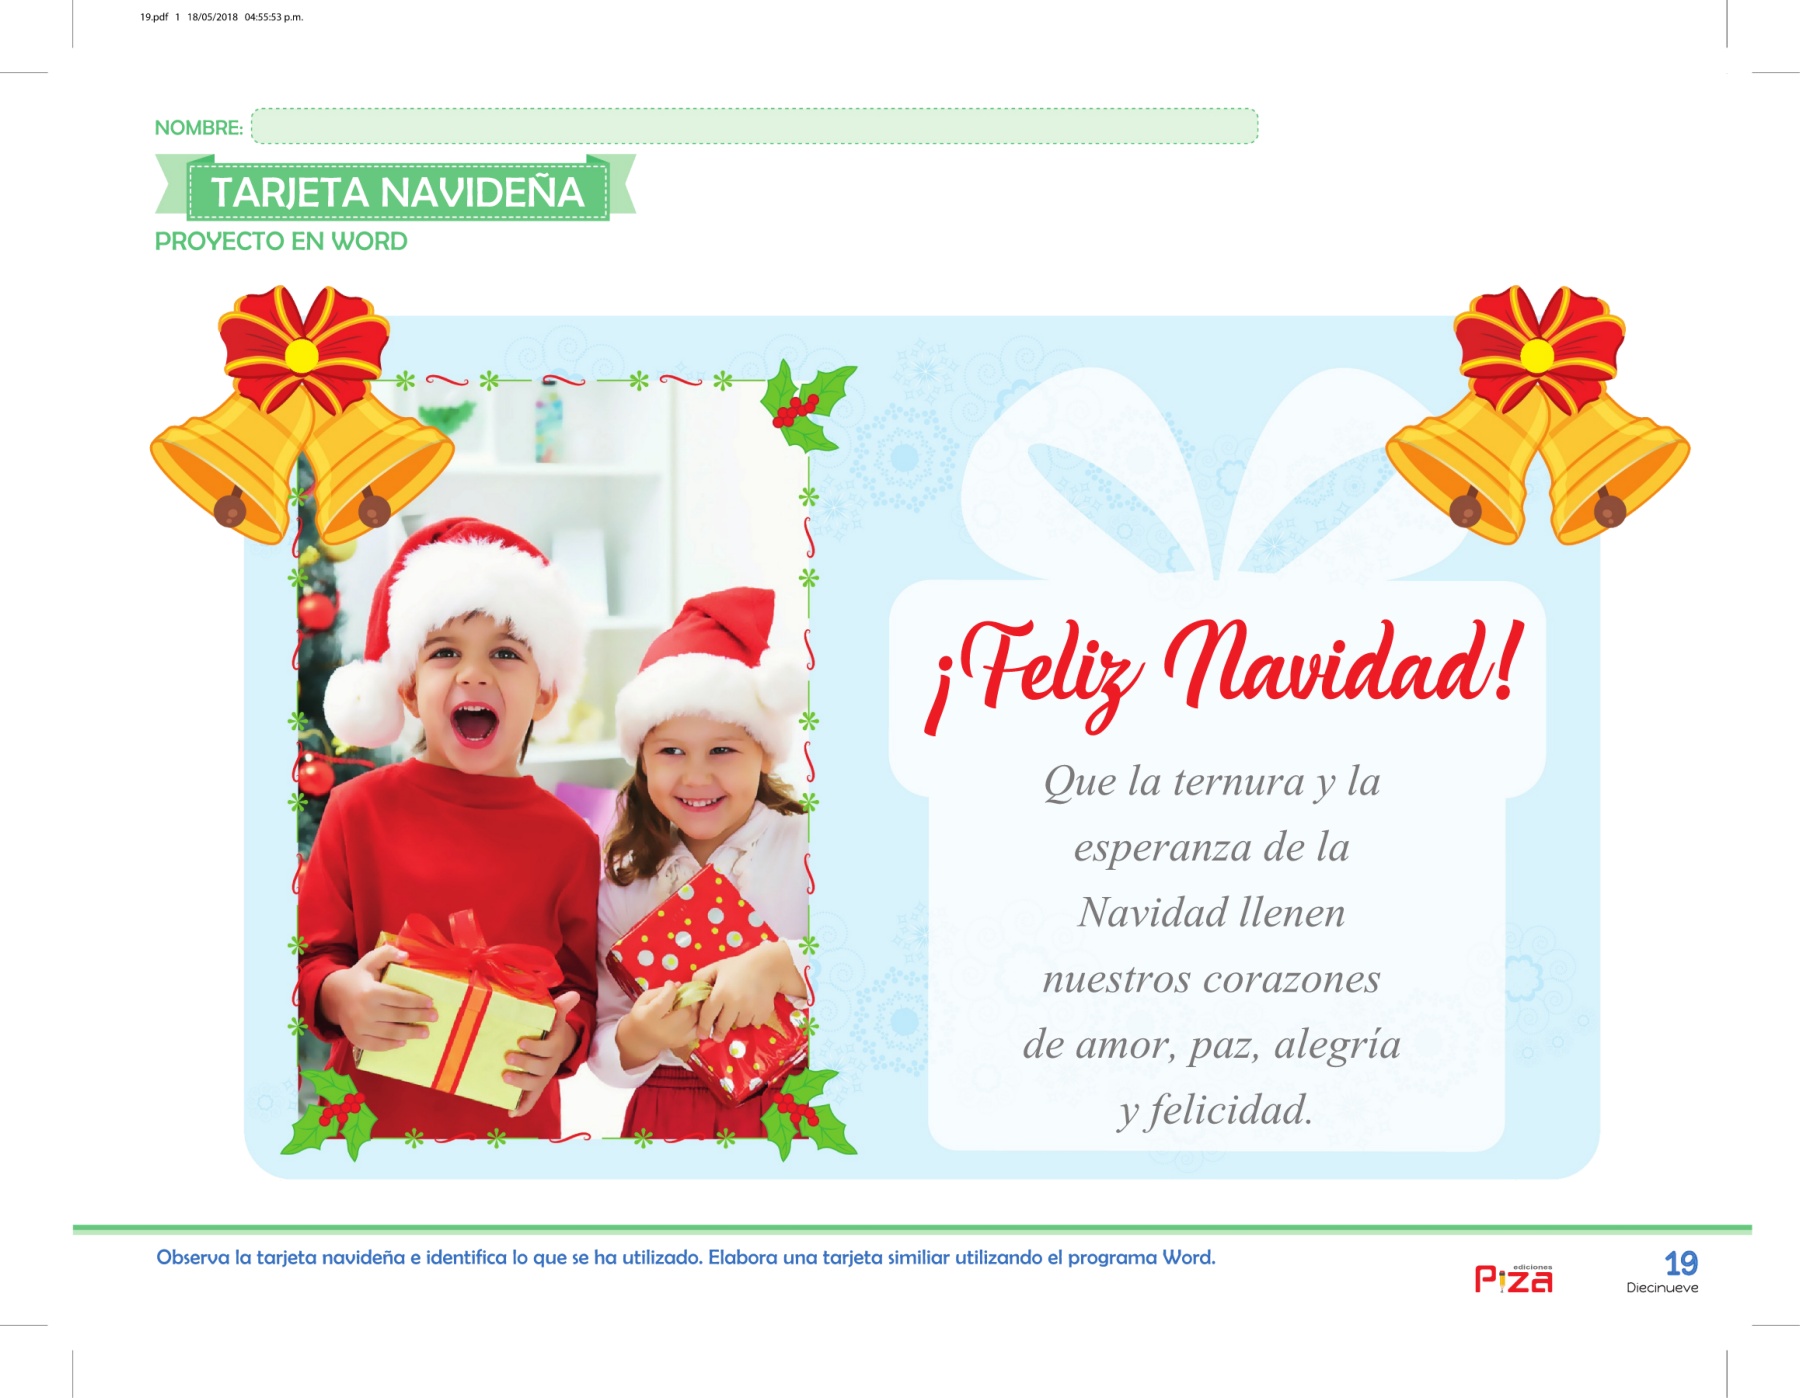 19.pdf 1 18/05/2018 04:55:53 p.m.
NOMBRE:
TARJETA NAVIDEÑA
PROYECTO EN WORD
¡Feliz Navidad!
Que la ternura y la
esperanza de la
Navidad llenen
nuestros corazones
de amor, paz, alegría
y felicidad.
Observa la tarjeta navideña e identifica lo que se ha utilizado. Elabora una tarjeta similiar utilizando el programa Word.
ediciones
Piza
19
Diecinueve